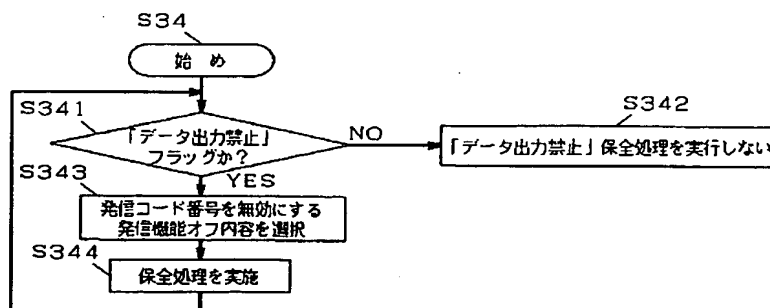 S34
始 め
S341
「データ出力禁止」
フラッグか?
NO
S342
「データ出力禁止」保全処理を実行しない
YES
S343
発信コード番号を無効にする
発信機能オフ内容を選択
S344
保全処理を実施